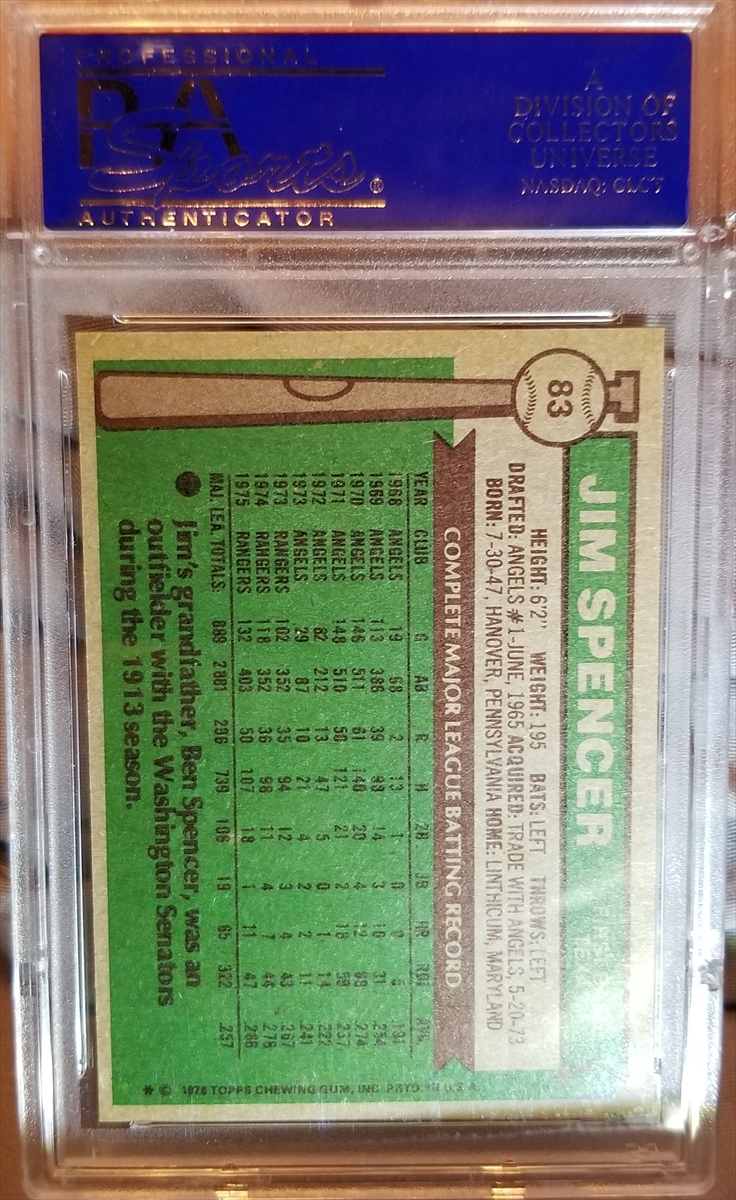 PROFESSIONAL
PSA
Sports®
AUTHENTICATOR
A
DIVISION OF
COLLECTORS
UNIVERSE
NASDAQ: CLCT
83
JIM SPENCER
HEIGHT: 6'2" WEIGHT: 195 BATS: LEFT THROWS: LEFT
DRAFTED: ANGELS #1-JUNE, 1965 ACQUIRED: TRADE WITH ANGELS, 5-20-73
BORN: 7-30-47, HANOVER, PENNSYLVANIA HOME: LINTHICUM, MARYLAND
COMPLETE MAJOR LEAGUE BATTING RECORD
YEAR CLUB G AB R H 2B 3B HR RBI AVG.
1968 ANGELS 19 68 2 13 1 0 0 5 .191
1969 ANGELS 113 386 39 98 14 3 10 31 .254
1970 ANGELS 146 511 61 140 20 4 12 68 .274
1971 ANGELS 148 510 50 121 21 2 18 59 .237
1972 ANGELS 82 212 13 47 5 0 1 14 .222
1973 ANGELS 29 87 10 21 4 2 2 11 .241
1973 RANGERS 102 352 35 94 12 3 4 43 .267
1974 RANGERS 118 352 36 98 11 4 7 44 .278
1975 RANGERS 132 403 50 107 18 1 11 47 .266
MAJ. LEA. TOTALS: 889 2881 296 739 106 19 65 322 .257
Jim's grandfather, Ben Spencer, was an
outfielder with the Washington Senators
during the 1913 season.
* © 1976 TOPPS CHEWING GUM, INC. PRTD. IN U.S.A.